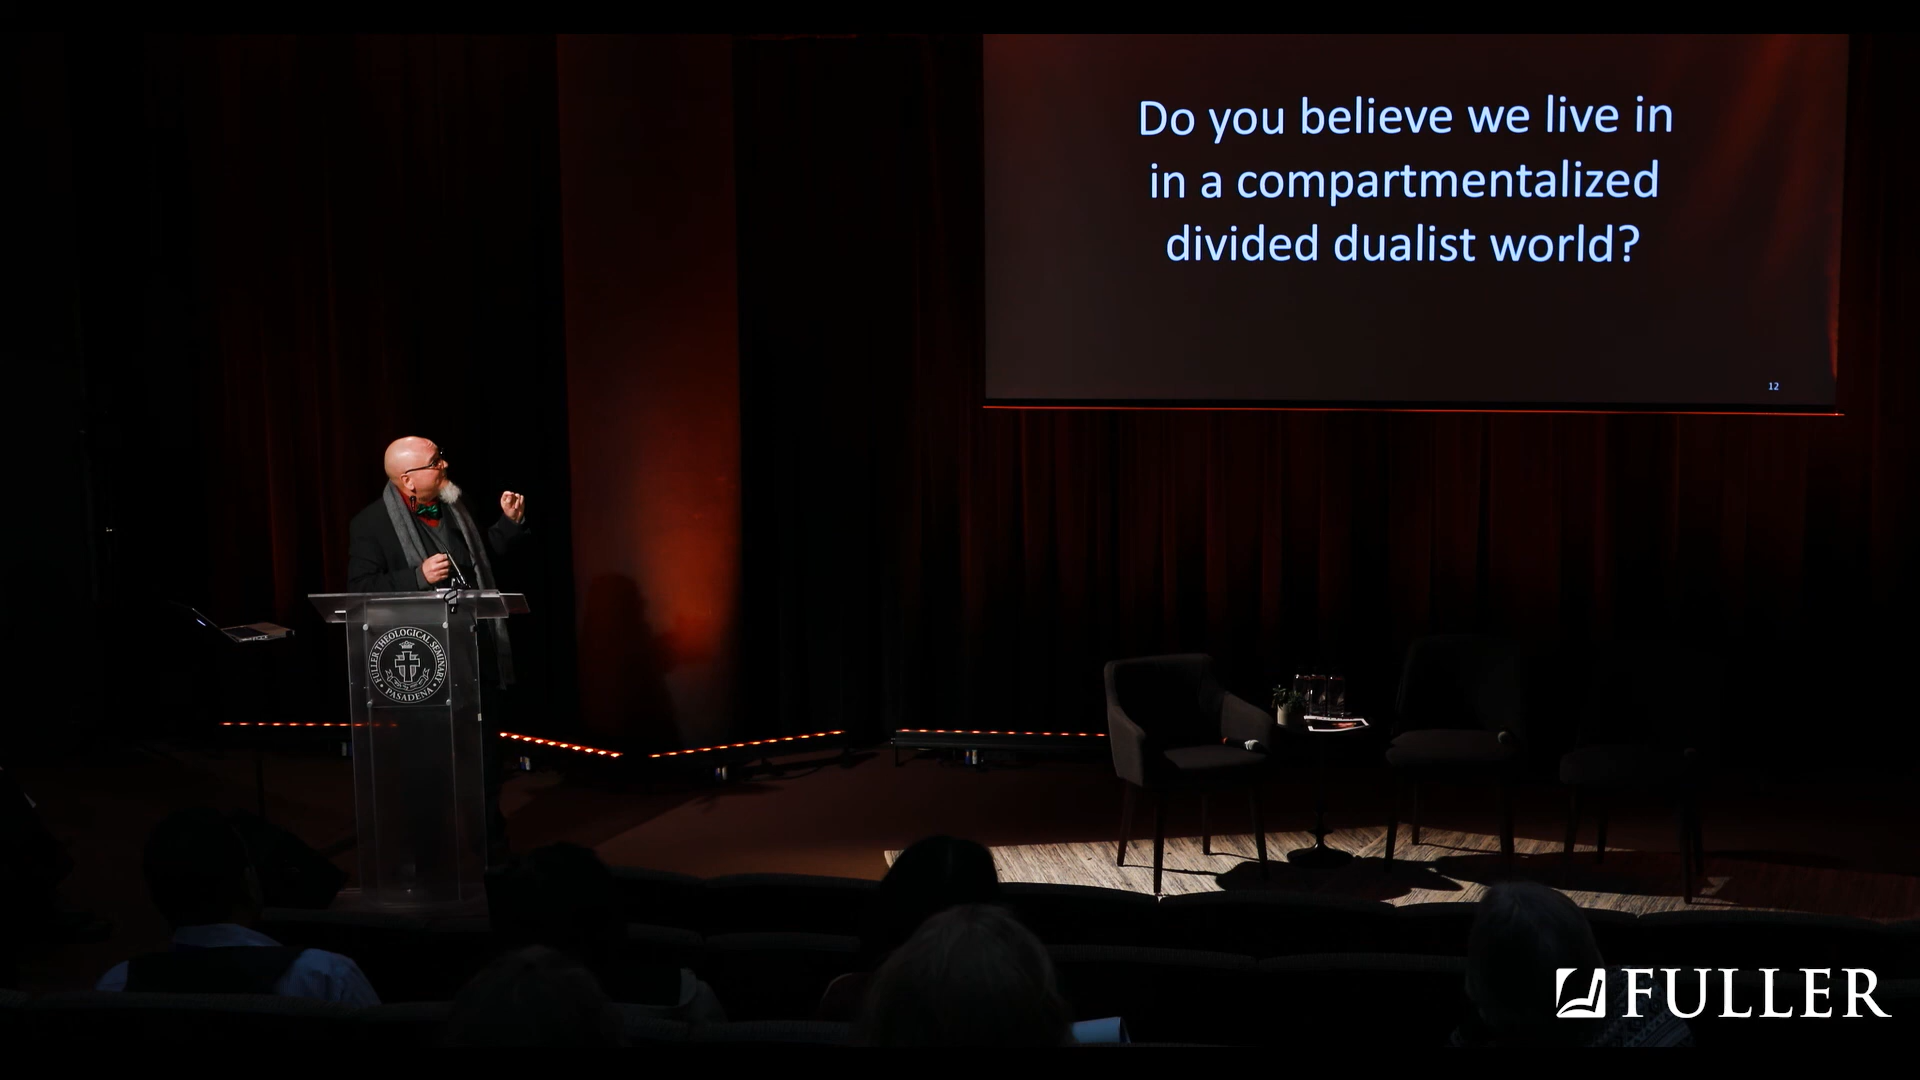 Do you believe we live in
in a compartmentalized
divided dualist world?
12
FULLER THEOLOGICAL SEMINARY
PASADENA
FULLER